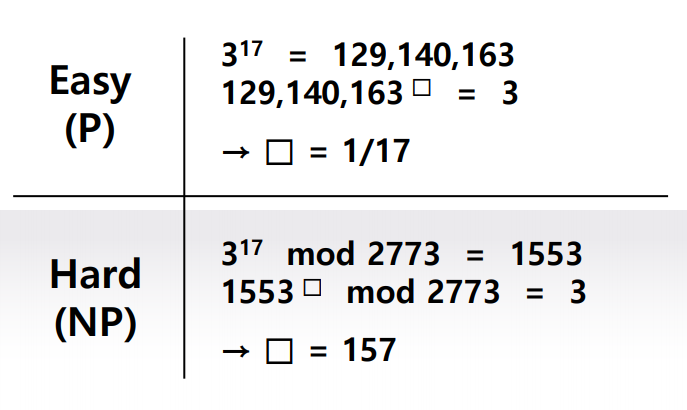 Easy
(P)
3¹⁷ = 129,140,163
129,140,163 □ = 3
→ □ = 1/17
Hard
(NP)
3¹⁷ mod 2773 = 1553
1553 □ mod 2773 = 3
→ □ = 157